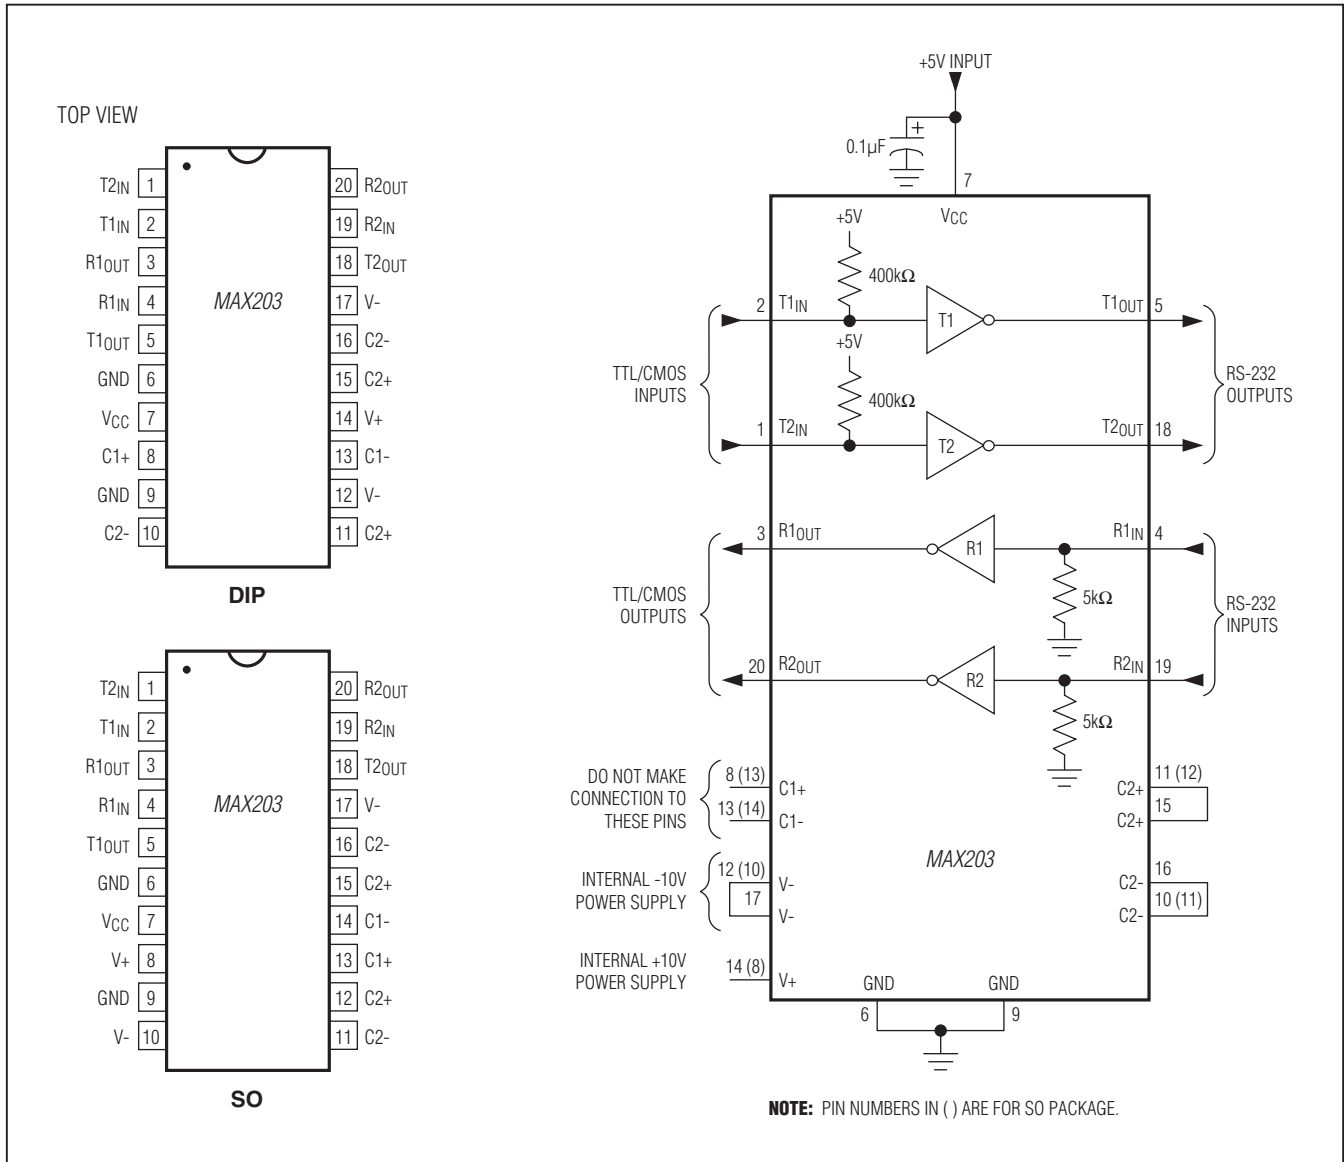 TOP VIEW
T2IN 1
T1IN 2
R1OUT 3
R1IN 4
T1OUT 5
GND 6
VCC 7
C1+ 8
GND 9
C2- 10
MAX203
20 R2OUT
19 R2IN
18 T2OUT
17 V-
16 C2-
15 C2+
14 V+
13 C1-
12 V-
11 C2+
DIP
T2IN 1
T1IN 2
R1OUT 3
R1IN 4
T1OUT 5
GND 6
VCC 7
V+ 8
GND 9
V- 10
MAX203
20 R2OUT
19 R2IN
18 T2OUT
17 V-
16 C2-
15 C2+
14 C1-
13 C1+
12 C2+
11 C2-
SO
+5V INPUT
+
0.1µF
7
VCC
+5V
400kΩ
2 T1IN
T1
T1OUT 5
+5V
400kΩ
TTL/CMOS
INPUTS
RS-232
OUTPUTS
1 T2IN
T2
T2OUT 18
3 R1OUT
R1
R1IN 4
5kΩ
TTL/CMOS
OUTPUTS
RS-232
INPUTS
20 R2OUT
R2
R2IN 19
5kΩ
DO NOT MAKE
CONNECTION TO
THESE PINS
8 (13)
C1+
13 (14)
C1-
11 (12)
C2+
15
C2+
MAX203
INTERNAL -10V
POWER SUPPLY
12 (10)
V-
17
V-
16
C2-
10 (11)
C2-
INTERNAL +10V
POWER SUPPLY
14 (8)
V+
GND
GND
6
9
NOTE: PIN NUMBERS IN ( ) ARE FOR SO PACKAGE.